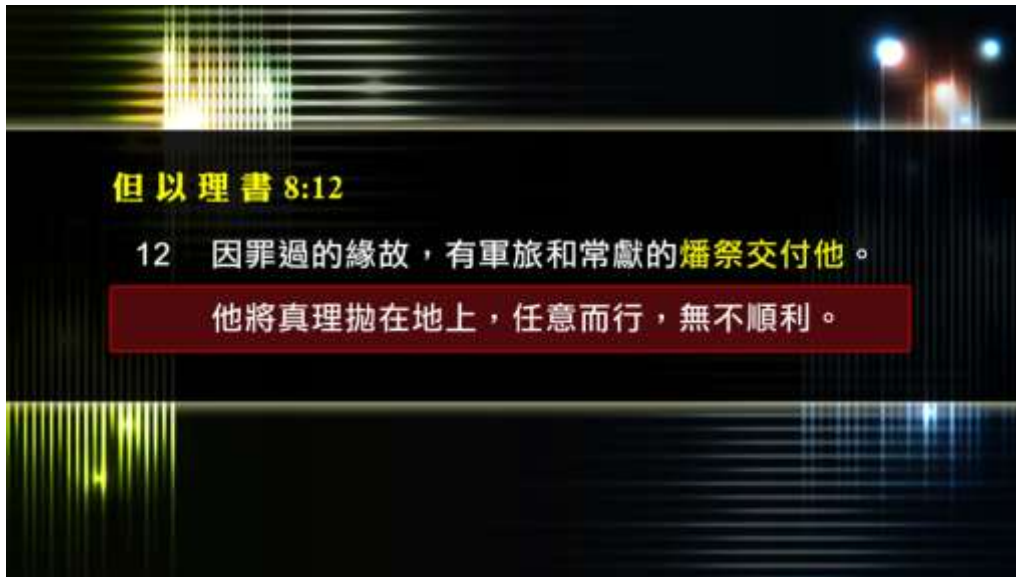 但以理書 8:12
12 因罪過的緣故，有軍旅和常獻的燔祭交付他。
他將真理拋在地上，任意而行，無不順利。